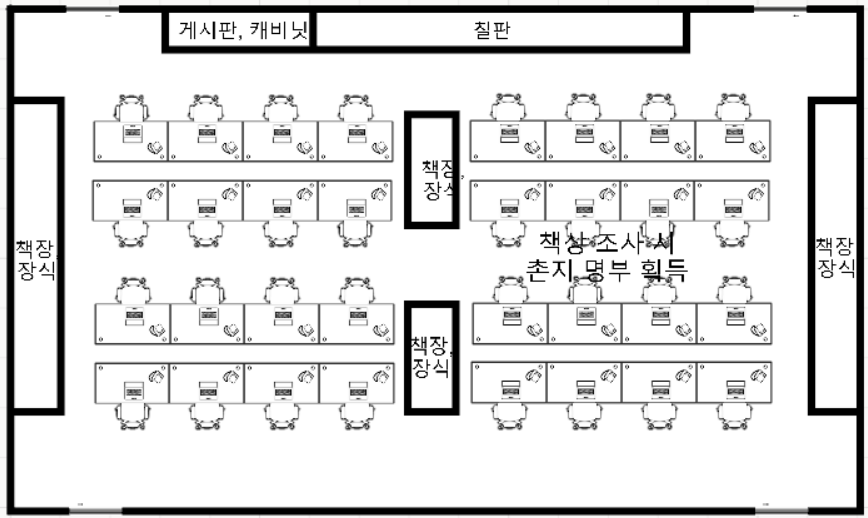 게시판, 캐비닛
칠판
책장,
장식
책장,
장식
책상 조사 시
촌지 명부 획득
책장,
장식
책장,
장식